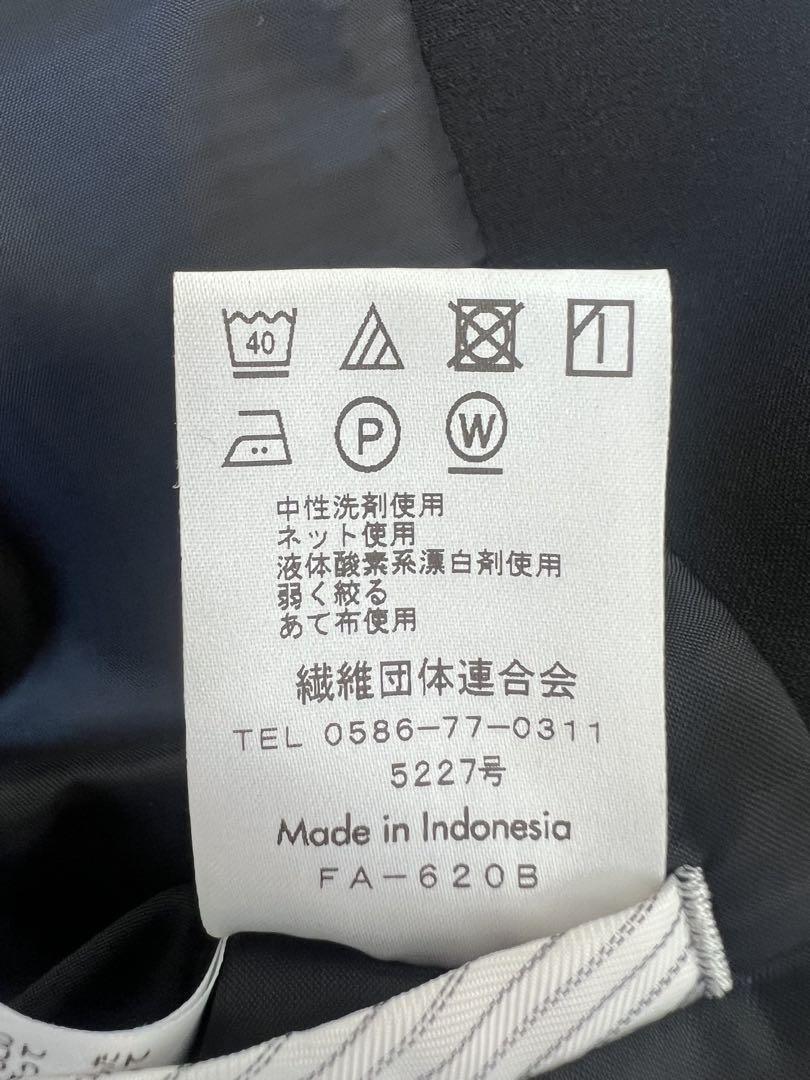 40
P
W
中性洗剤使用
ネット使用
液体酸素系漂白剤使用
弱く絞る
あて布使用
繊維団体連合会
TEL 0586-77-0311
5227号
Made in Indonesia
FA-620B